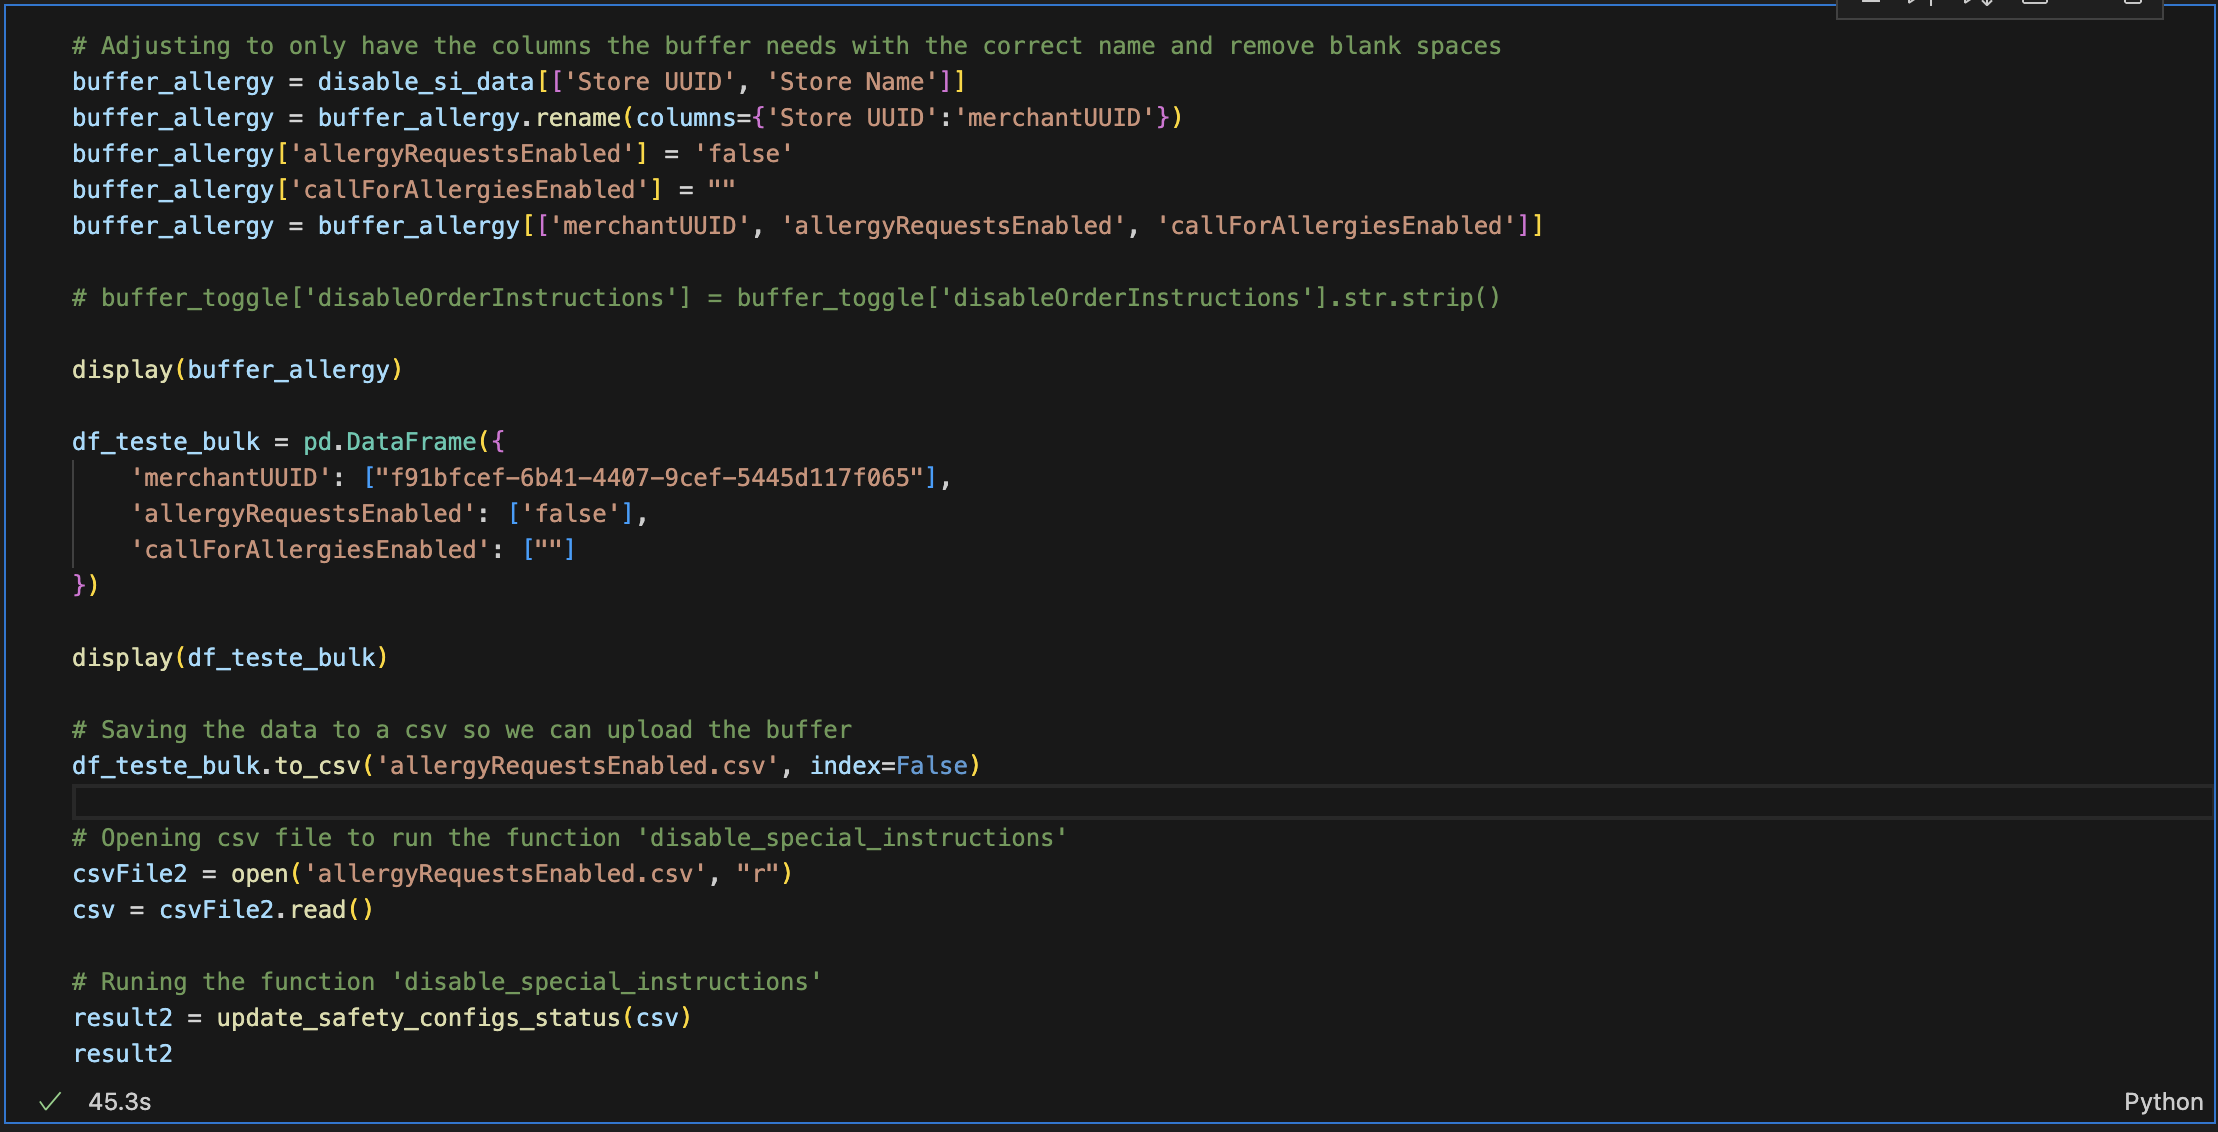 # Adjusting to only have the columns the buffer needs with the correct name and remove blank spaces
buffer_allergy = disable_si_data[['Store UUID', 'Store Name']]
buffer_allergy = buffer_allergy.rename(columns={'Store UUID':'merchantUUID'})
buffer_allergy['allergyRequestsEnabled'] = 'false'
buffer_allergy['callForAllergiesEnabled'] = ""
buffer_allergy = buffer_allergy[['merchantUUID', 'allergyRequestsEnabled', 'callForAllergiesEnabled']]
# buffer_toggle['disableOrderInstructions'] = buffer_toggle['disableOrderInstructions'].str.strip()
display(buffer_allergy)
df_teste_bulk = pd.DataFrame({
    'merchantUUID': ["f91bfcef-6b41-4407-9cef-5445d117f065"],
    'allergyRequestsEnabled': ['false'],
    'callForAllergiesEnabled': [""]
})
display(df_teste_bulk)
# Saving the data to a csv so we can upload the buffer
df_teste_bulk.to_csv('allergyRequestsEnabled.csv', index=False)
# Opening csv file to run the function 'disable_special_instructions'
csvFile2 = open('allergyRequestsEnabled.csv', "r")
csv = csvFile2.read()
# Runing the function 'disable_special_instructions'
result2 = update_safety_configs_status(csv)
result2
45.3s
Python